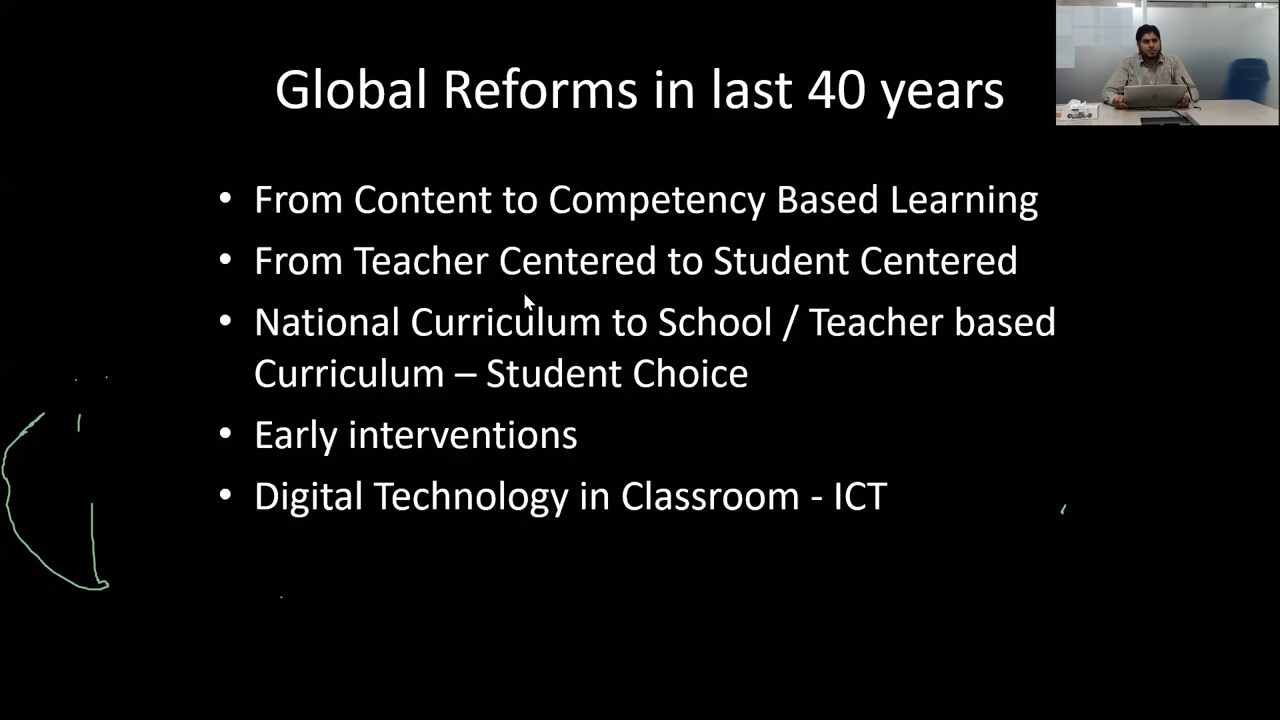 Global Reforms in last 40 years
• From Content to Competency Based Learning
• From Teacher Centered to Student Centered
• National Curriculum to School / Teacher based
Curriculum – Student Choice
• Early interventions
• Digital Technology in Classroom - ICT